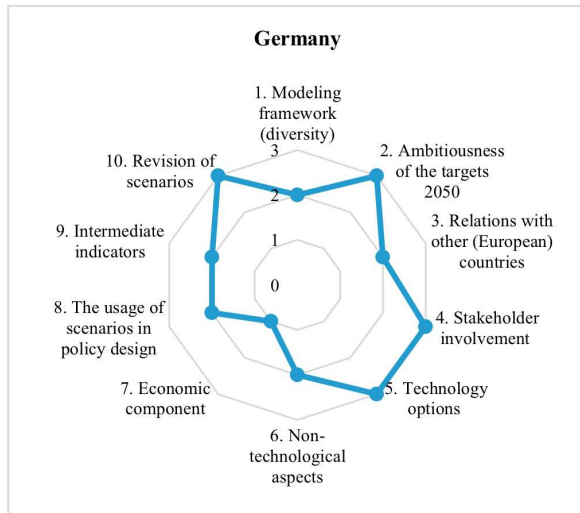 Germany
1. Modeling
framework
(diversity)
2. Ambitiousness
of the targets
2050
3. Relations with
other (European)
countries
4. Stakeholder
involvement
5. Technology
options
6. Non-
technological
aspects
7. Economic
component
8. The usage of
scenarios in
policy design
9. Intermediate
indicators
10. Revision of
scenarios
3
2
1
0